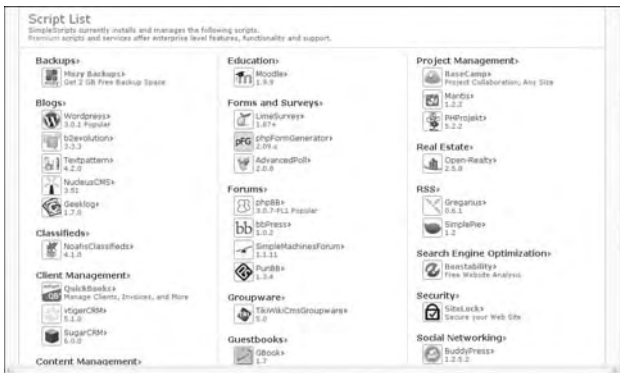 Script List
SimpleScripts currently installs and manages the following scripts.
Premium scripts and services offer enterprise level features, functionality and support.
Backups›
Mozy Backups›
Get 2 GB Free Backup Space
Blogs›
Wordpress›
3.0.1 Popular
b2evolution›
3.3.3
Textpattern›
4.2.0
NucleusCMS›
3.51
Geeklog›
1.7.0
Classifieds›
NoahsClassifieds›
4.1.0
Client Management›
QuickBooks›
Manage Clients, Invoices, and More
vtigerCRM›
5.1.0
SugarCRM›
6.0.0
Content Management›
Education›
Moodle›
1.9.9
Forms and Surveys›
LimeSurvey›
1.87+
pFG
phpFormGenerator›
2.09.c
AdvancedPoll›
2.0.8
Forums›
phpBB›
3.0.7-PL1 Popular
bb
bbPress›
1.0.2
SimpleMachinesForum›
1.1.11
PunBB›
1.3.4
Groupware›
TikiWikiCmsGroupware›
5.0
Guestbooks›
GBook›
1.7
Project Management›
BaseCamp›
Project Collaboration, Any Size
Mantis›
1.2.2
PHProjekt›
5.2.2
Real Estate›
Open-Realty›
2.5.8
RSS›
Gregarius›
0.6.1
SimplePie›
1.2
Search Engine Optimization›
Free Website Analysis
Security›
SiteLock›
Secure your Web Site
Social Networking›
BuddyPress›
1.2.5.2